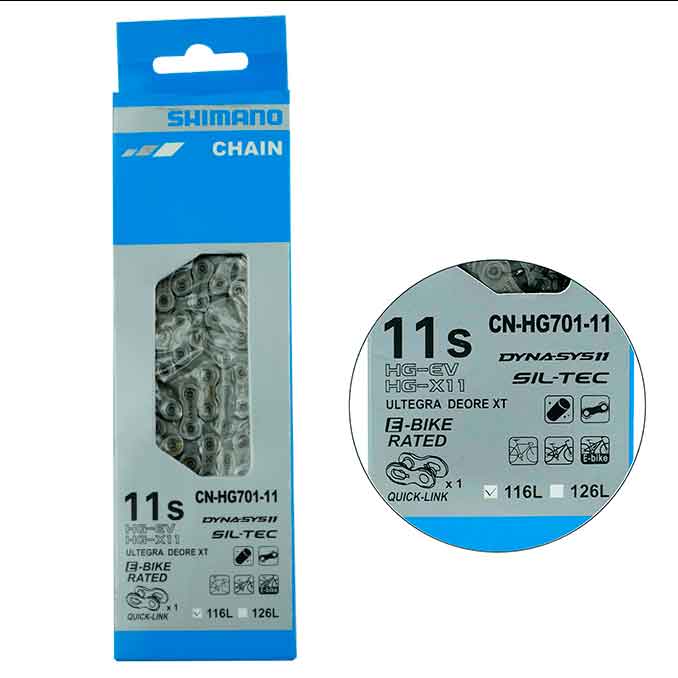 SHIMANO
CHAIN
11s
CN-HG701-11
HG-EV
HG-X11
DYNA-SYS11
SIL-TEC
ULTEGRA DEORE XT
E-BIKE
RATED
E-bike
x 1
QUICK-LINK
116L
126L
11s
CN-HG701-11
HG-EV
HG-X11
DYNA-SYS11
SIL-TEC
ULTEGRA DEORE XT
E-BIKE
RATED
E-bike
x 1
QUICK-LINK
116L
126L